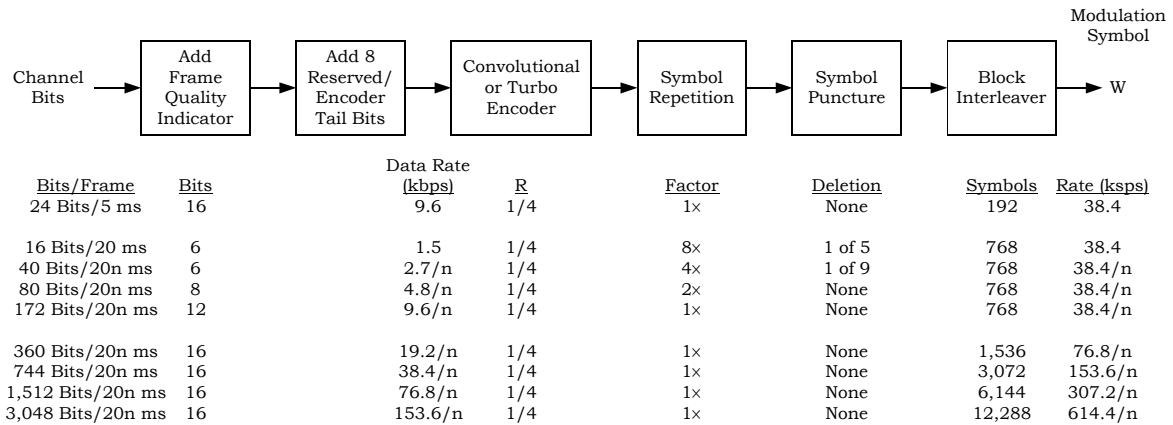 Modulation
Symbol
Channel
Bits
Add
Frame
Quality
Indicator
Add 8
Reserved/
Encoder
Tail Bits
Convolutional
or Turbo
Encoder
Symbol
Repetition
Symbol
Puncture
Block
Interleaver
W
Data Rate
Bits/Frame Bits (kbps) R Factor Deletion Symbols Rate (ksps)
24 Bits/5 ms 16 9.6 1/4 1× None 192 38.4
16 Bits/20 ms 6 1.5 1/4 8× 1 of 5 768 38.4
40 Bits/20n ms 6 2.7/n 1/4 4× 1 of 9 768 38.4/n
80 Bits/20n ms 8 4.8/n 1/4 2× None 768 38.4/n
172 Bits/20n ms 12 9.6/n 1/4 1× None 768 38.4/n
360 Bits/20n ms 16 19.2/n 1/4 1× None 1,536 76.8/n
744 Bits/20n ms 16 38.4/n 1/4 1× None 3,072 153.6/n
1,512 Bits/20n ms 16 76.8/n 1/4 1× None 6,144 307.2/n
3,048 Bits/20n ms 16 153.6/n 1/4 1× None 12,288 614.4/n